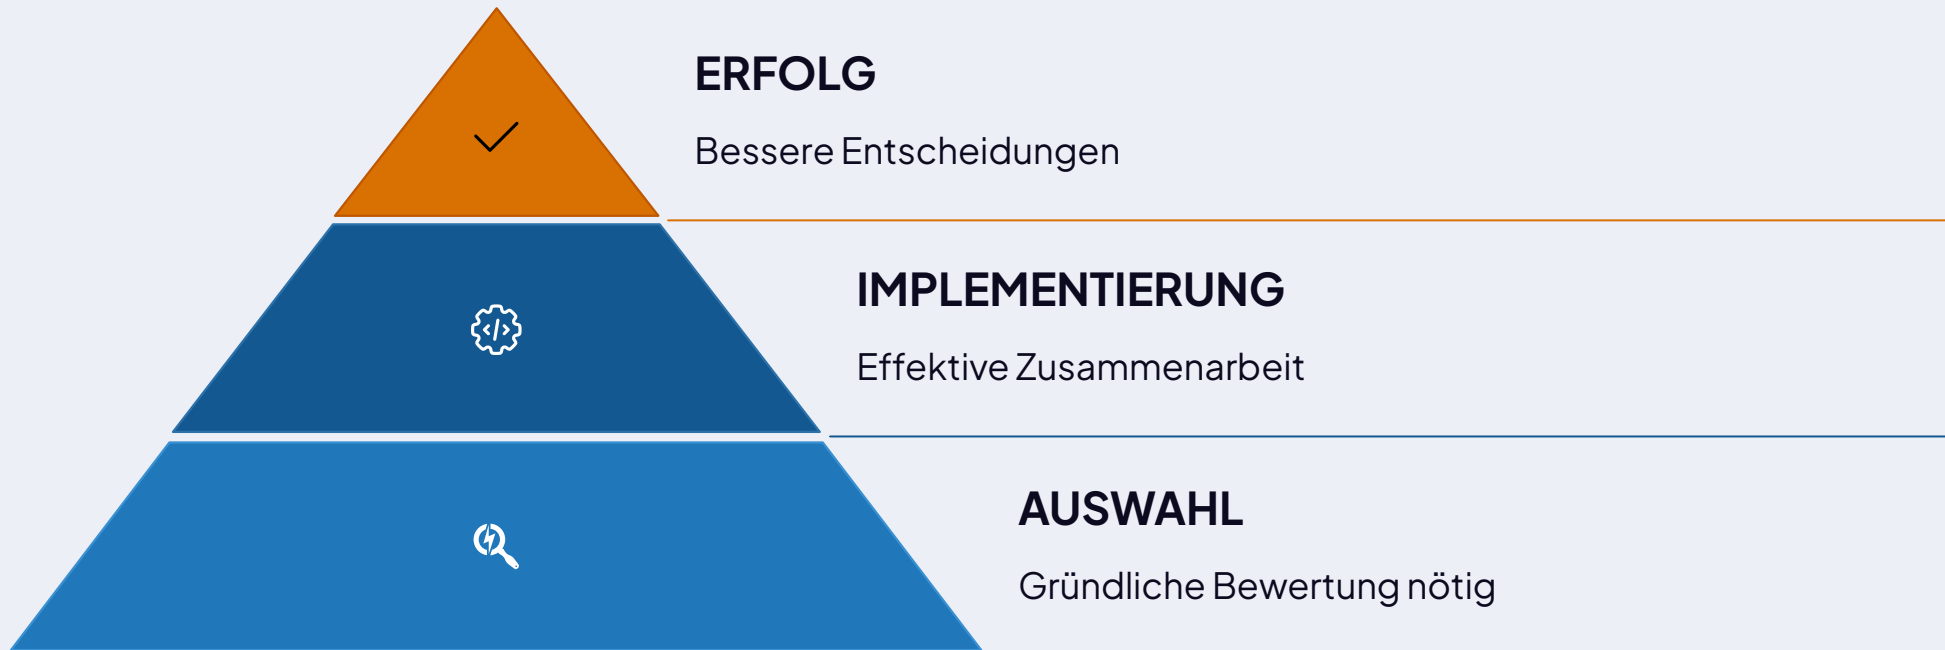 ERFOLG
Bessere Entscheidungen
IMPLEMENTIERUNG
Effektive Zusammenarbeit
AUSWAHL
Gründliche Bewertung nötig